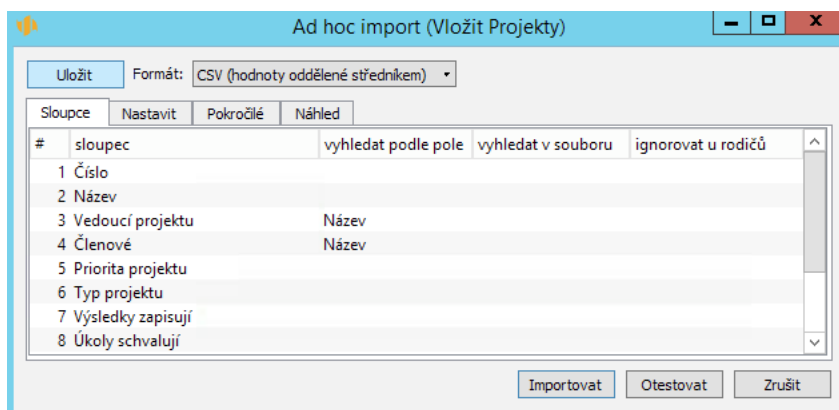 Ad hoc import (Vložit Projekty)
Uložit Formát: CSV (hodnoty oddělené středníkem)
Sloupce Nastavit Pokročilé Náhled
# sloupec vyhledat podle pole vyhledat v souboru ignorovat u rodičů
1 Číslo
2 Název
3 Vedoucí projektu Název
4 Členové Název
5 Priorita projektu
6 Typ projektu
7 Výsledky zapisují
8 Úkoly schvalují
Importovat Otestovat Zrušit